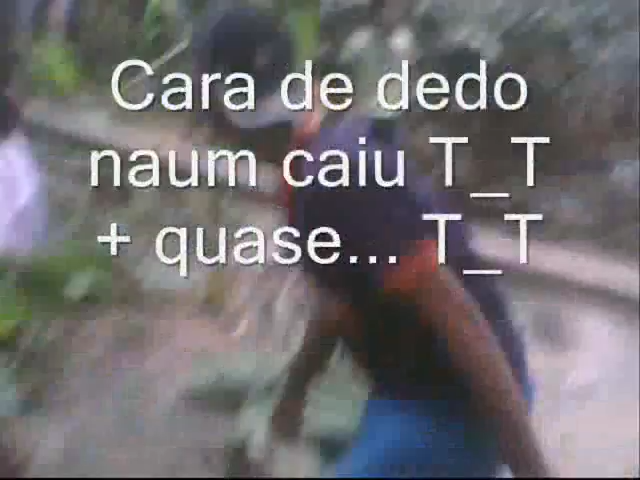 Cara de dedo
naum caiu T_T
+ quase... T_T